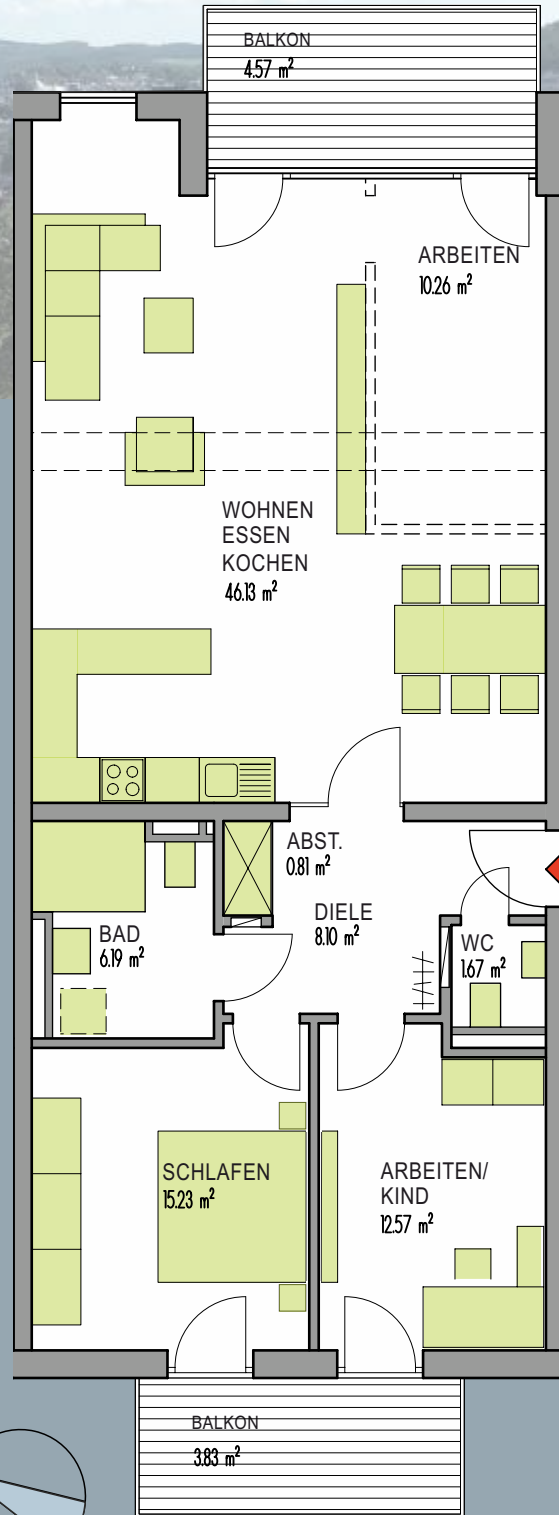 BALKON
4.57 m²
ARBEITEN
10.26 m²
WOHNEN
ESSEN
KOCHEN
46.13 m²
ABST.
0.81 m²
DIELE
8.10 m²
BAD
6.19 m²
WC
1.67 m²
SCHLAFEN
15.23 m²
ARBEITEN/
KIND
12.57 m²
BALKON
3.83 m²